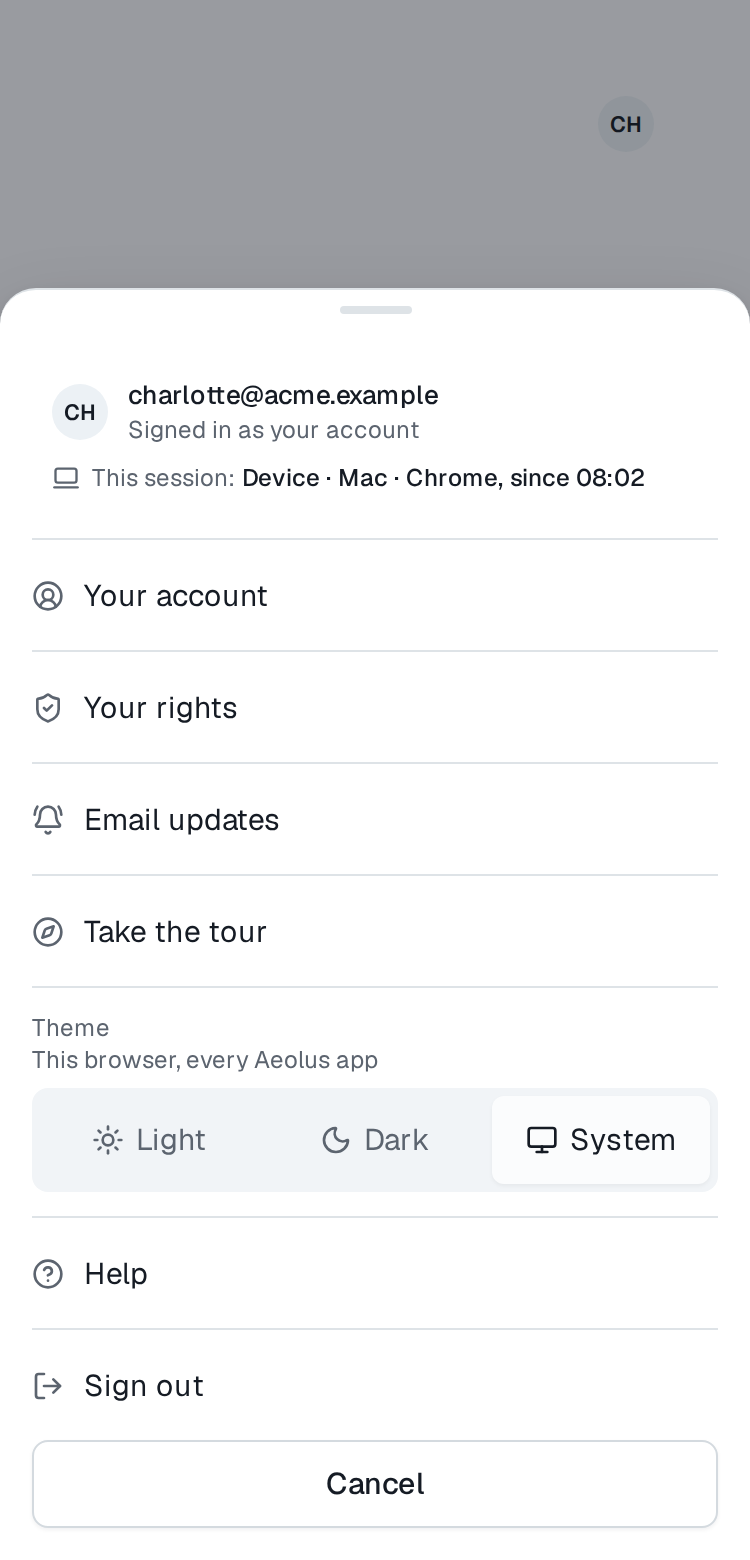 CH
CH
charlotte@acme.example
Signed in as your account
This session: Device · Mac · Chrome, since 08:02
Your account
Your rights
Email updates
Take the tour
Theme
This browser, every Aeolus app
Light Dark System
Help
Sign out
Cancel